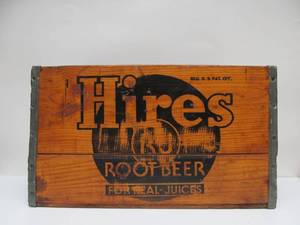 REG. U. S. PAT. OFF.
Hires
RJ
ROOT BEER
FOR REAL-JUICES